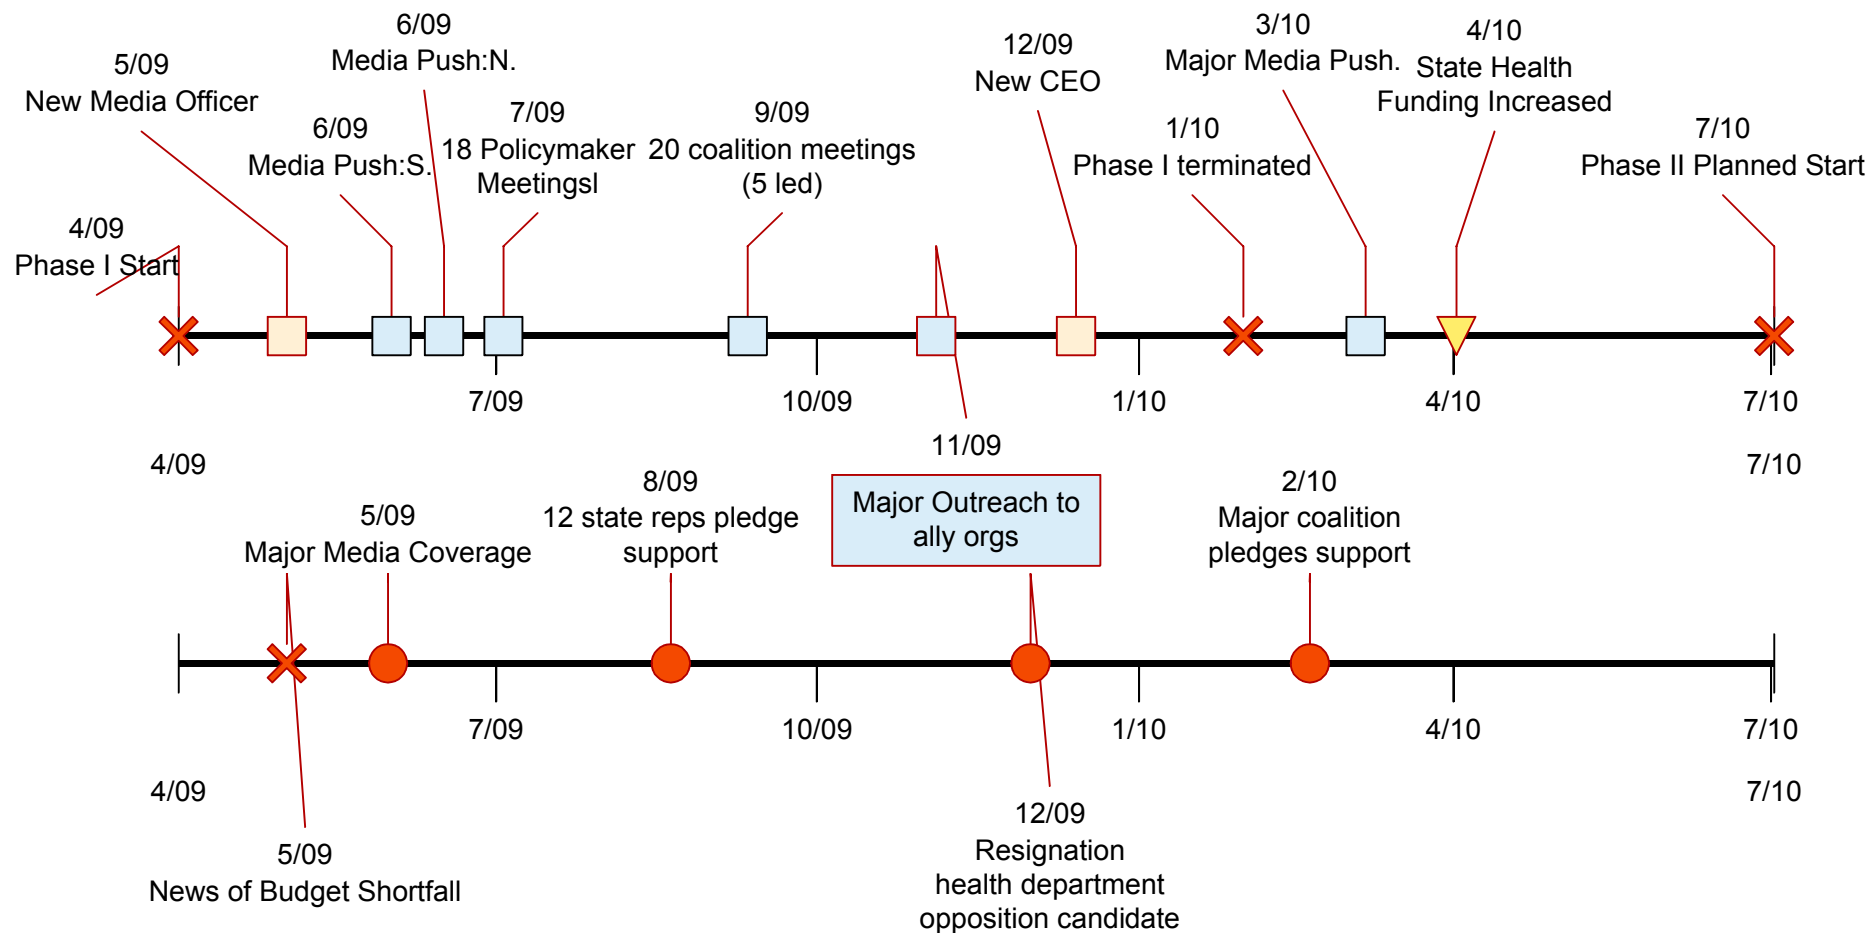 6/09
Media Push:N.
3/10
Major Media Push.
4/10
State Health
Funding Increased
12/09
New CEO
5/09
New Media Officer
7/09
18 Policymaker
Meetingsl
9/09
20 coalition meetings
(5 led)
6/09
Media Push:S.
1/10
Phase I terminated
7/10
Phase II Planned Start
4/09
Phase I Start
7/09
10/09
1/10
4/10
7/10
4/09
7/10
11/09
Major Outreach to
ally orgs
5/09
Major Media Coverage
8/09
12 state reps pledge
support
2/10
Major coalition
pledges support
7/09
10/09
1/10
4/10
7/10
4/09
7/10
5/09
News of Budget Shortfall
12/09
Resignation
health department
opposition candidate